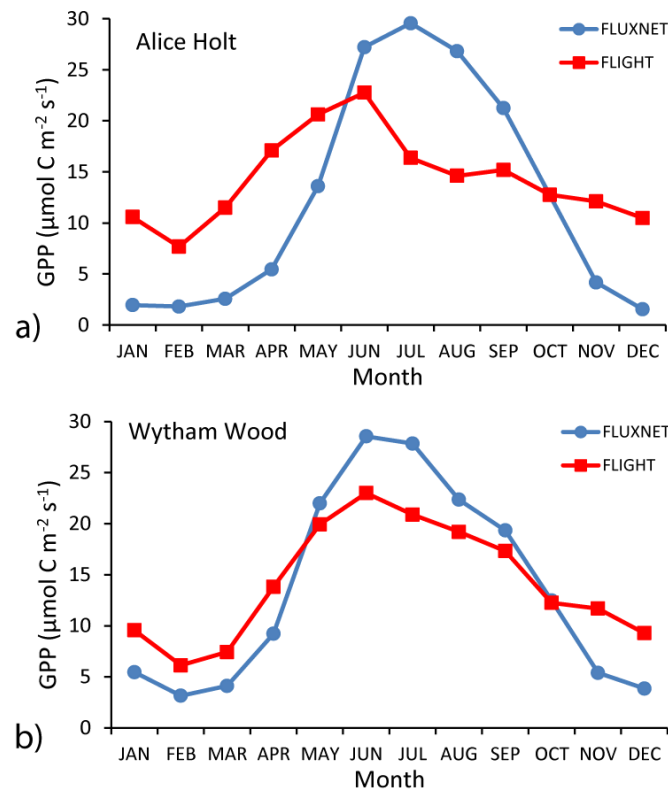 Alice Holt
FLUXNET
FLIGHT
30
25
20
15
10
5
0
GPP (µmol C m⁻² s⁻¹)
JAN FEB MAR APR MAY JUN JUL AUG SEP OCT NOV DEC
Month
a)
Wytham Wood
FLUXNET
FLIGHT
30
25
20
15
10
5
0
GPP (µmol C m⁻² s⁻¹)
JAN FEB MAR APR MAY JUN JUL AUG SEP OCT NOV DEC
Month
b)